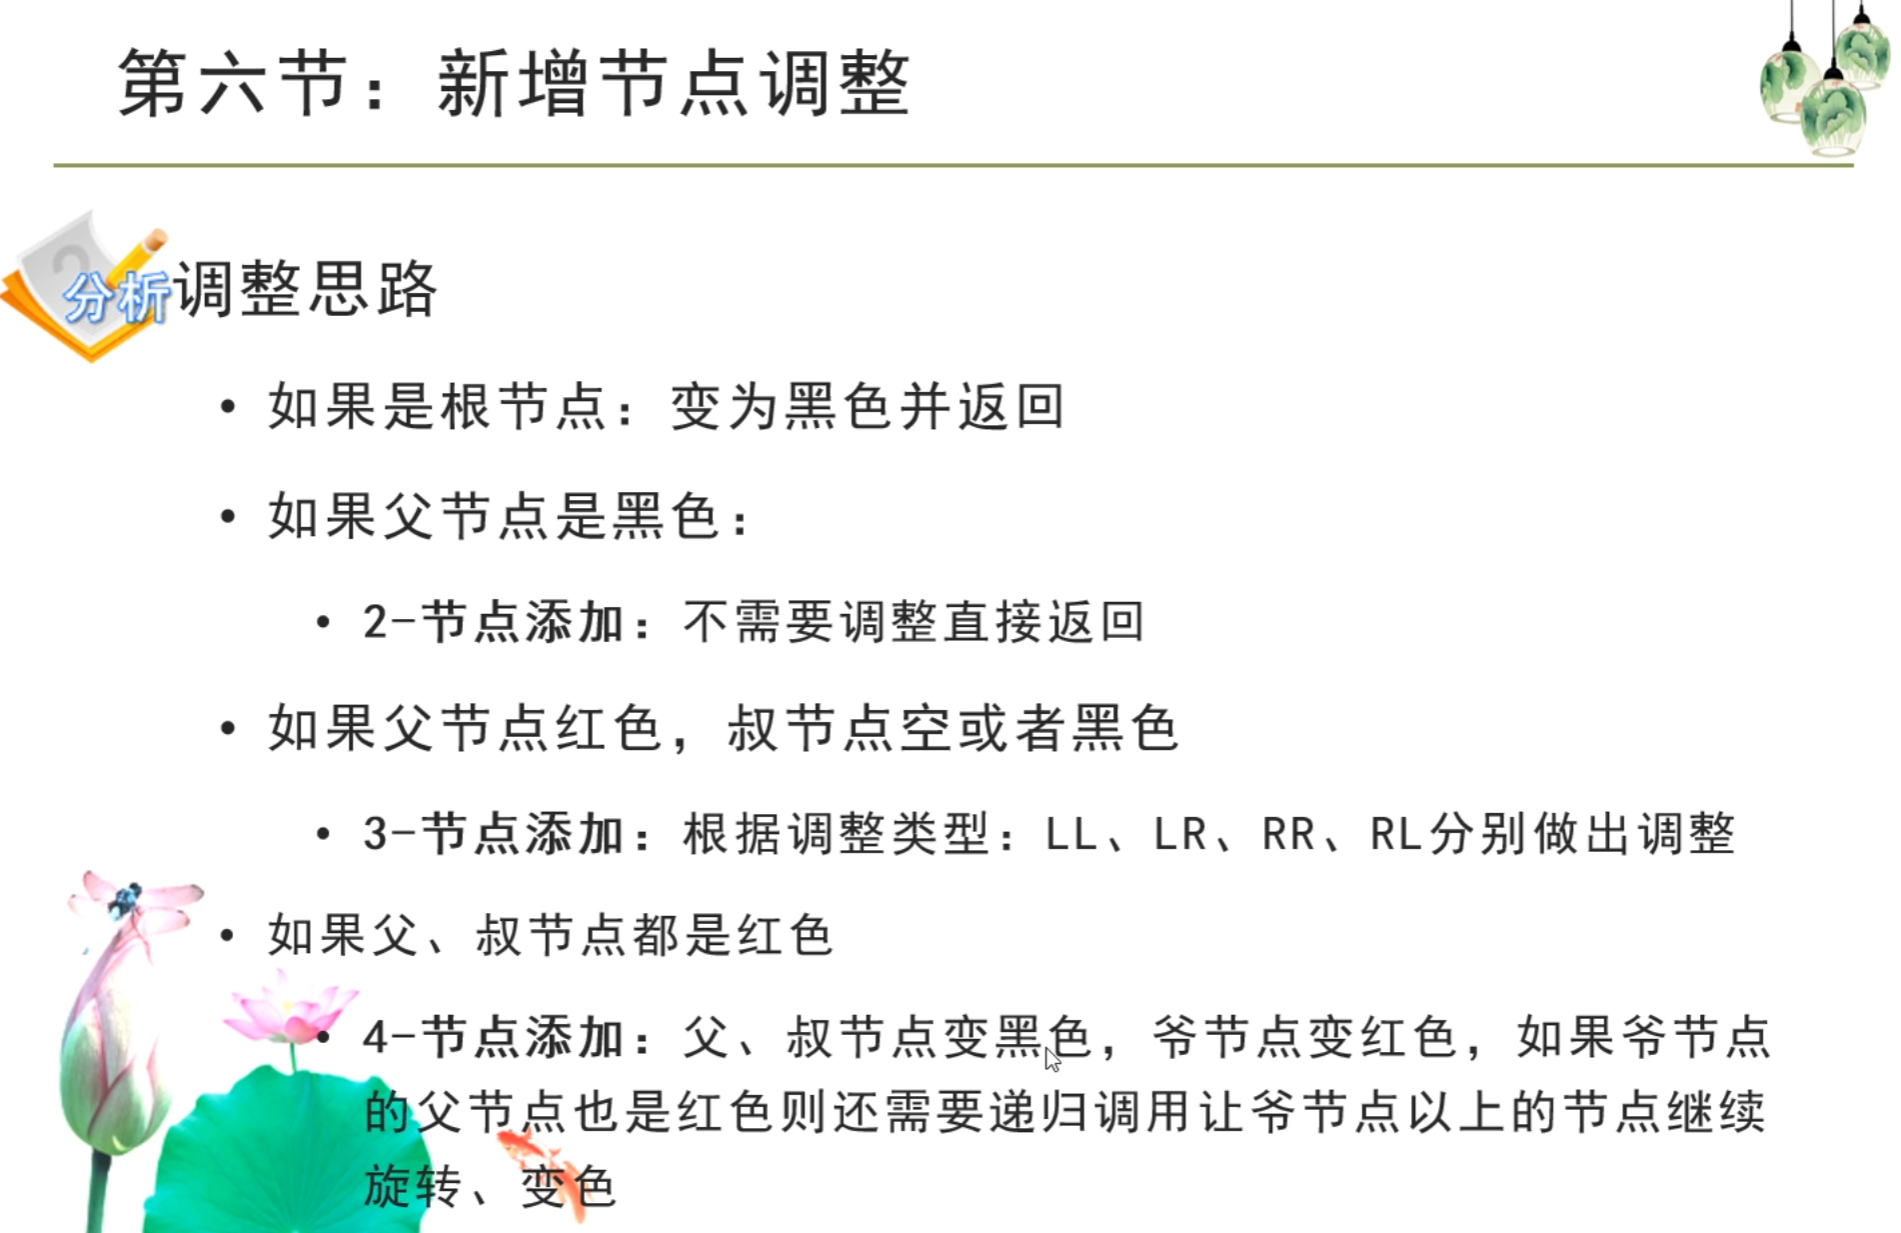 第六节：新增节点调整
分析调整思路
• 如果是根节点：变为黑色并返回
• 如果父节点是黑色：
• 2-节点添加：不需要调整直接返回
• 如果父节点红色，叔节点空或者黑色
• 3-节点添加：根据调整类型：LL、LR、RR、RL分别做出调整
• 如果父、叔节点都是红色
• 4-节点添加：父、叔节点变黑色，爷节点变红色，如果爷节点
的父节点也是红色则还需要递归调用让爷节点以上的节点继续
旋转、变色